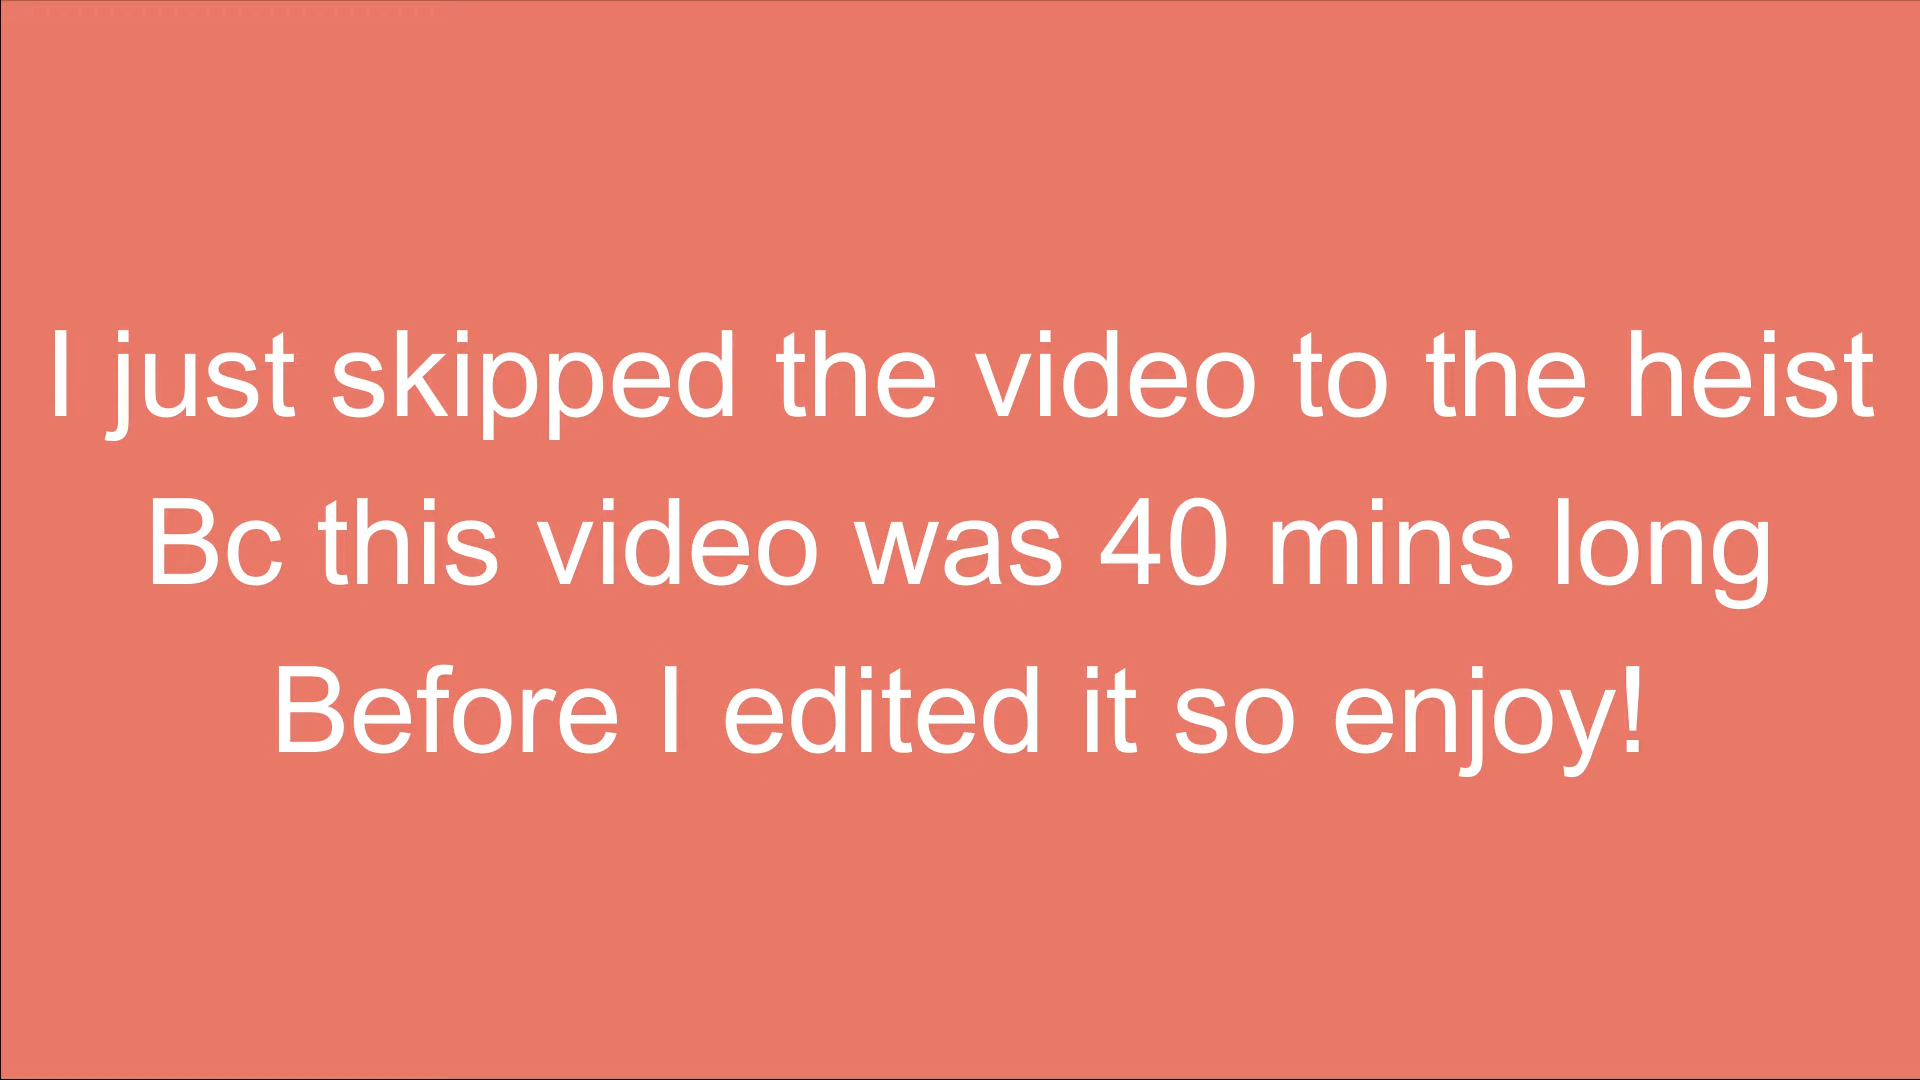 I just skipped the video to the heist
Bc this video was 40 mins long
Before I edited it so enjoy!